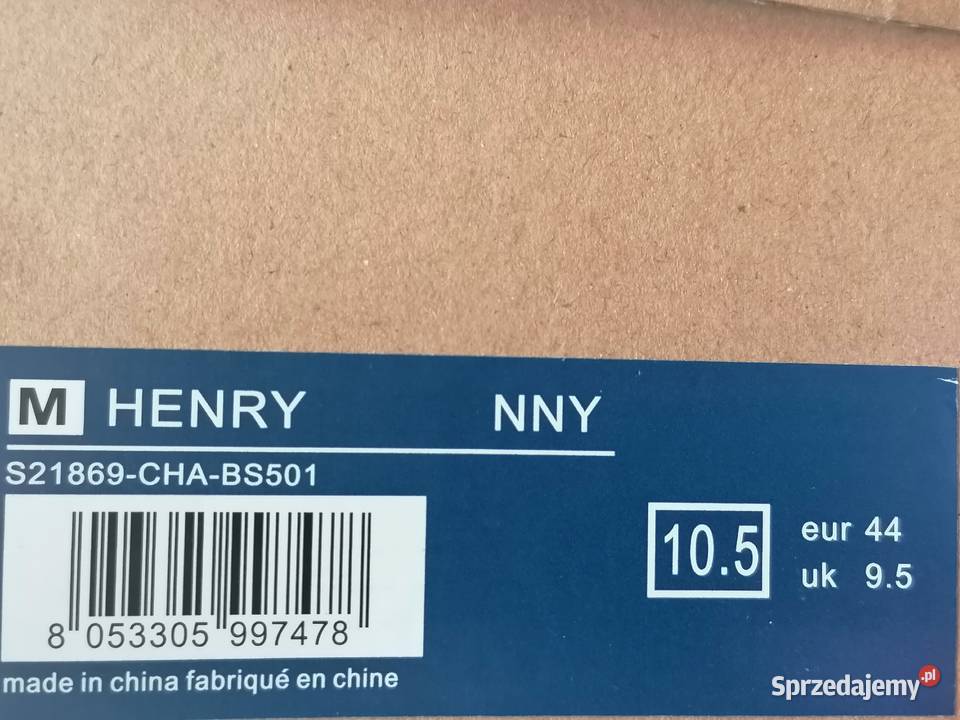 M HENRY NNY
S21869-CHA-BS501
10.5 eur 44
uk 9.5
8 053305 997478
made in china fabriqué en chine
Sprzedajemy.pl